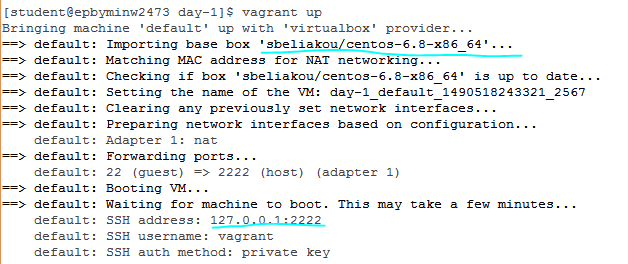 [student@epbyminw2473 day-1]$ vagrant up
Bringing machine 'default' up with 'virtualbox' provider...
==> default: Importing base box 'sbeliakou/centos-6.8-x86_64'...
==> default: Matching MAC address for NAT networking...
==> default: Checking if box 'sbeliakou/centos-6.8-x86_64' is up to date...
==> default: Setting the name of the VM: day-1_default_1490518243321_2567
==> default: Clearing any previously set network interfaces...
==> default: Preparing network interfaces based on configuration...
    default: Adapter 1: nat
==> default: Forwarding ports...
    default: 22 (guest) => 2222 (host) (adapter 1)
==> default: Booting VM...
==> default: Waiting for machine to boot. This may take a few minutes...
    default: SSH address: 127.0.0.1:2222
    default: SSH username: vagrant
    default: SSH auth method: private key